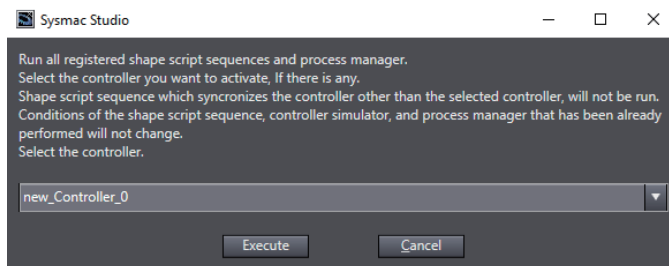 Sysmac Studio
Run all registered shape script sequences and process manager.
Select the controller you want to activate, If there is any.
Shape script sequence which syncronizes the controller other than the selected controller, will not be run.
Conditions of the shape script sequence, controller simulator, and process manager that has been already
performed will not change.
Select the controller.
new_Controller_0
Execute Cancel